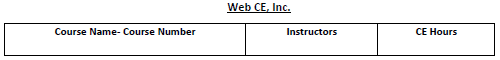 Web CE, Inc.
Course Name- Course Number Instructors CE Hours